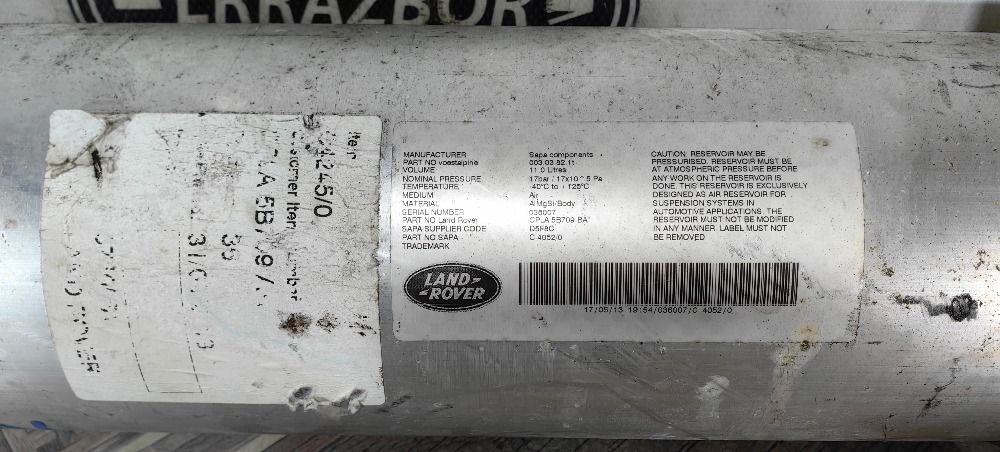 ERRAZBOR
MANUFACTURER Sapa components
PART NO voestalpine 003.03.82.11
VOLUME 11.0 Litres
NOMINAL PRESSURE 17bar / 17x10^5 Pa
TEMPERATURE -40°C to +125°C
MEDIUM Air
MATERIAL AlMgSi/Body
SERIAL NUMBER 036007
PART NO Land Rover CPLA 5B709 BA
SAPA SUPPLIER CODE D5F8C
PART NO SAPA C 4052/0
TRADEMARK
LAND-
-ROVER
CAUTION: RESERVOIR MAY BE
PRESSURISED. RESERVOIR MUST BE
AT ATMOSPHERIC PRESSURE BEFORE
ANY WORK ON THE RESERVOIR IS
DONE. THIS RESERVOIR IS EXCLUSIVELY
DESIGNED AS AIR RESERVOIR FOR
SUSPENSION SYSTEMS IN
AUTOMOTIVE APPLICATIONS. THE
RESERVOIR MUST NOT BE MODIFIED
IN ANY MANNER. LABEL MUST NOT
BE REMOVED
17/05/13 19:54/036007/C 4052/0
Item
Item